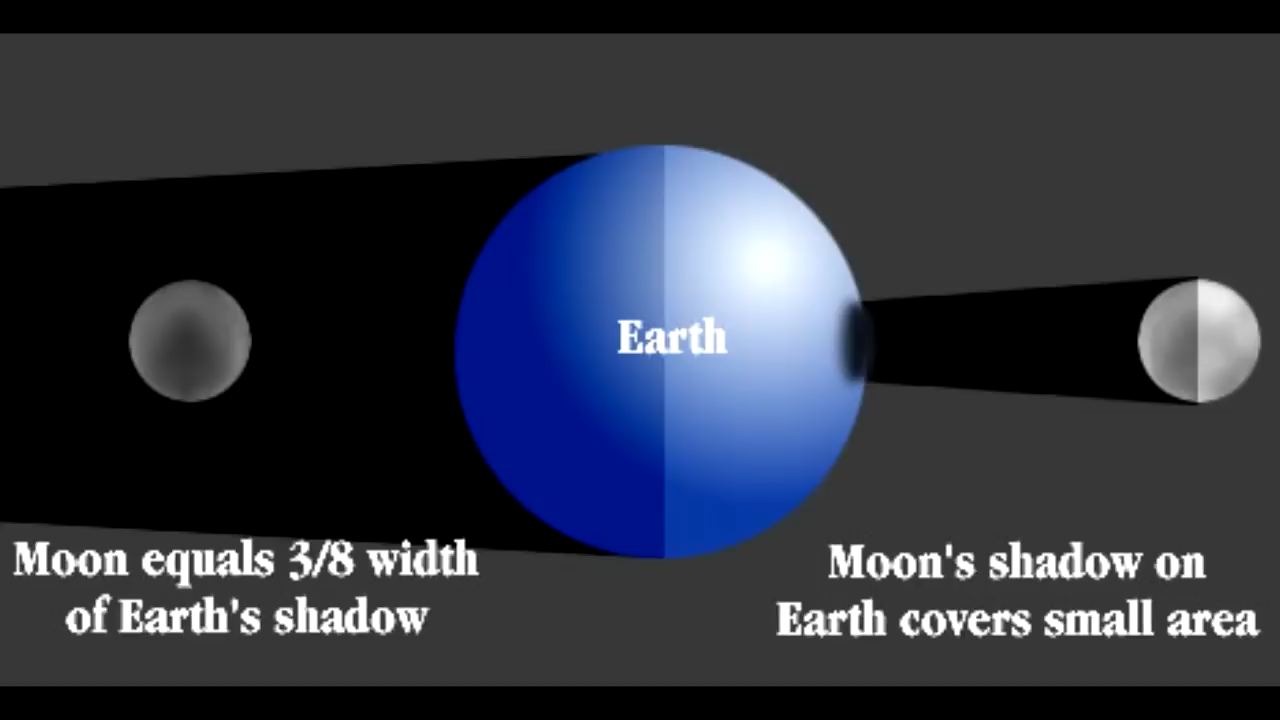 Earth
Moon equals 3/8 width
of Earth's shadow
Moon's shadow on
Earth covers small area